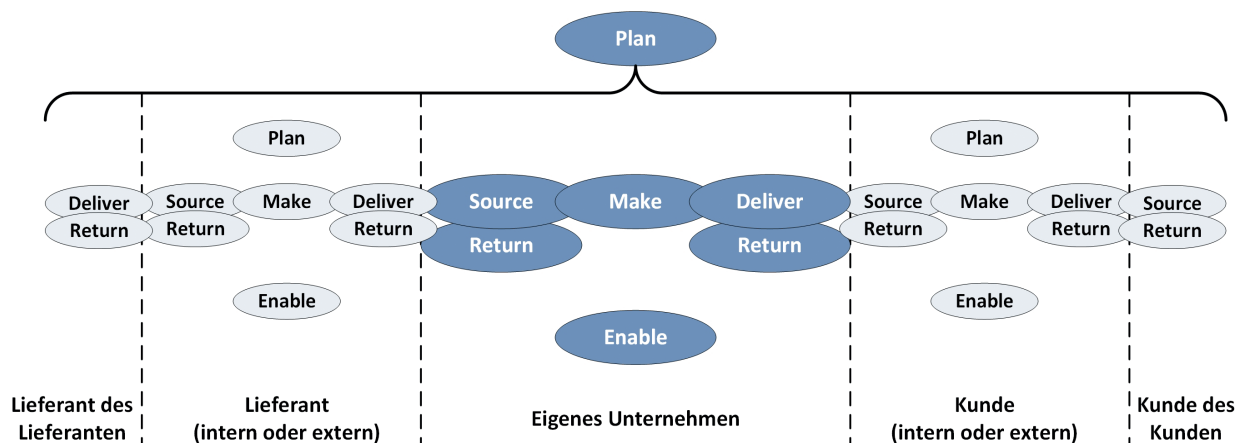 Plan
Plan
Plan
Deliver
Source
Make
Deliver
Source
Make
Deliver
Source
Make
Deliver
Source
Return
Return
Return
Return
Return
Return
Return
Return
Enable
Enable
Enable
Lieferant des
Lieferanten
Lieferant
(intern oder extern)
Eigenes Unternehmen
Kunde
(intern oder extern)
Kunde des
Kunden